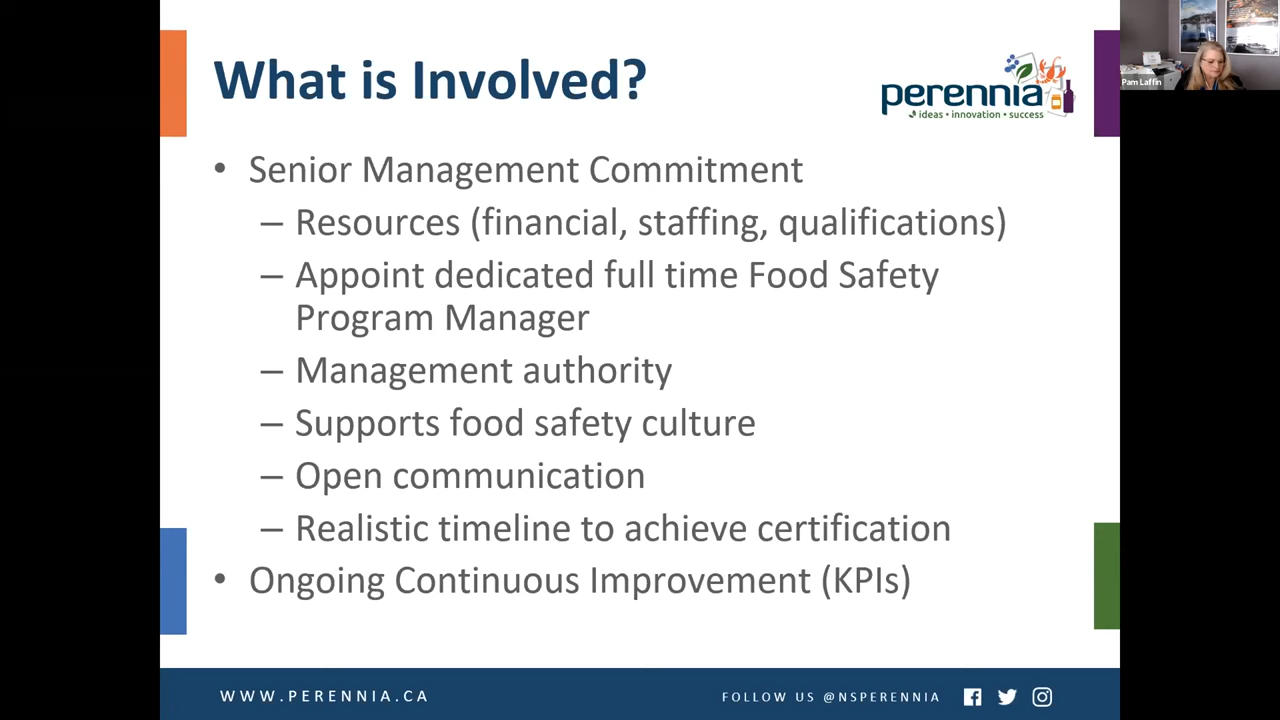 What is Involved?
perennia
ideas • innovation • success
Pam Laffin
• Senior Management Commitment
– Resources (financial, staffing, qualifications)
– Appoint dedicated full time Food Safety
Program Manager
– Management authority
– Supports food safety culture
– Open communication
– Realistic timeline to achieve certification
• Ongoing Continuous Improvement (KPIs)
WWW.PERENNIA.CA
FOLLOW US @NSPERENNIA